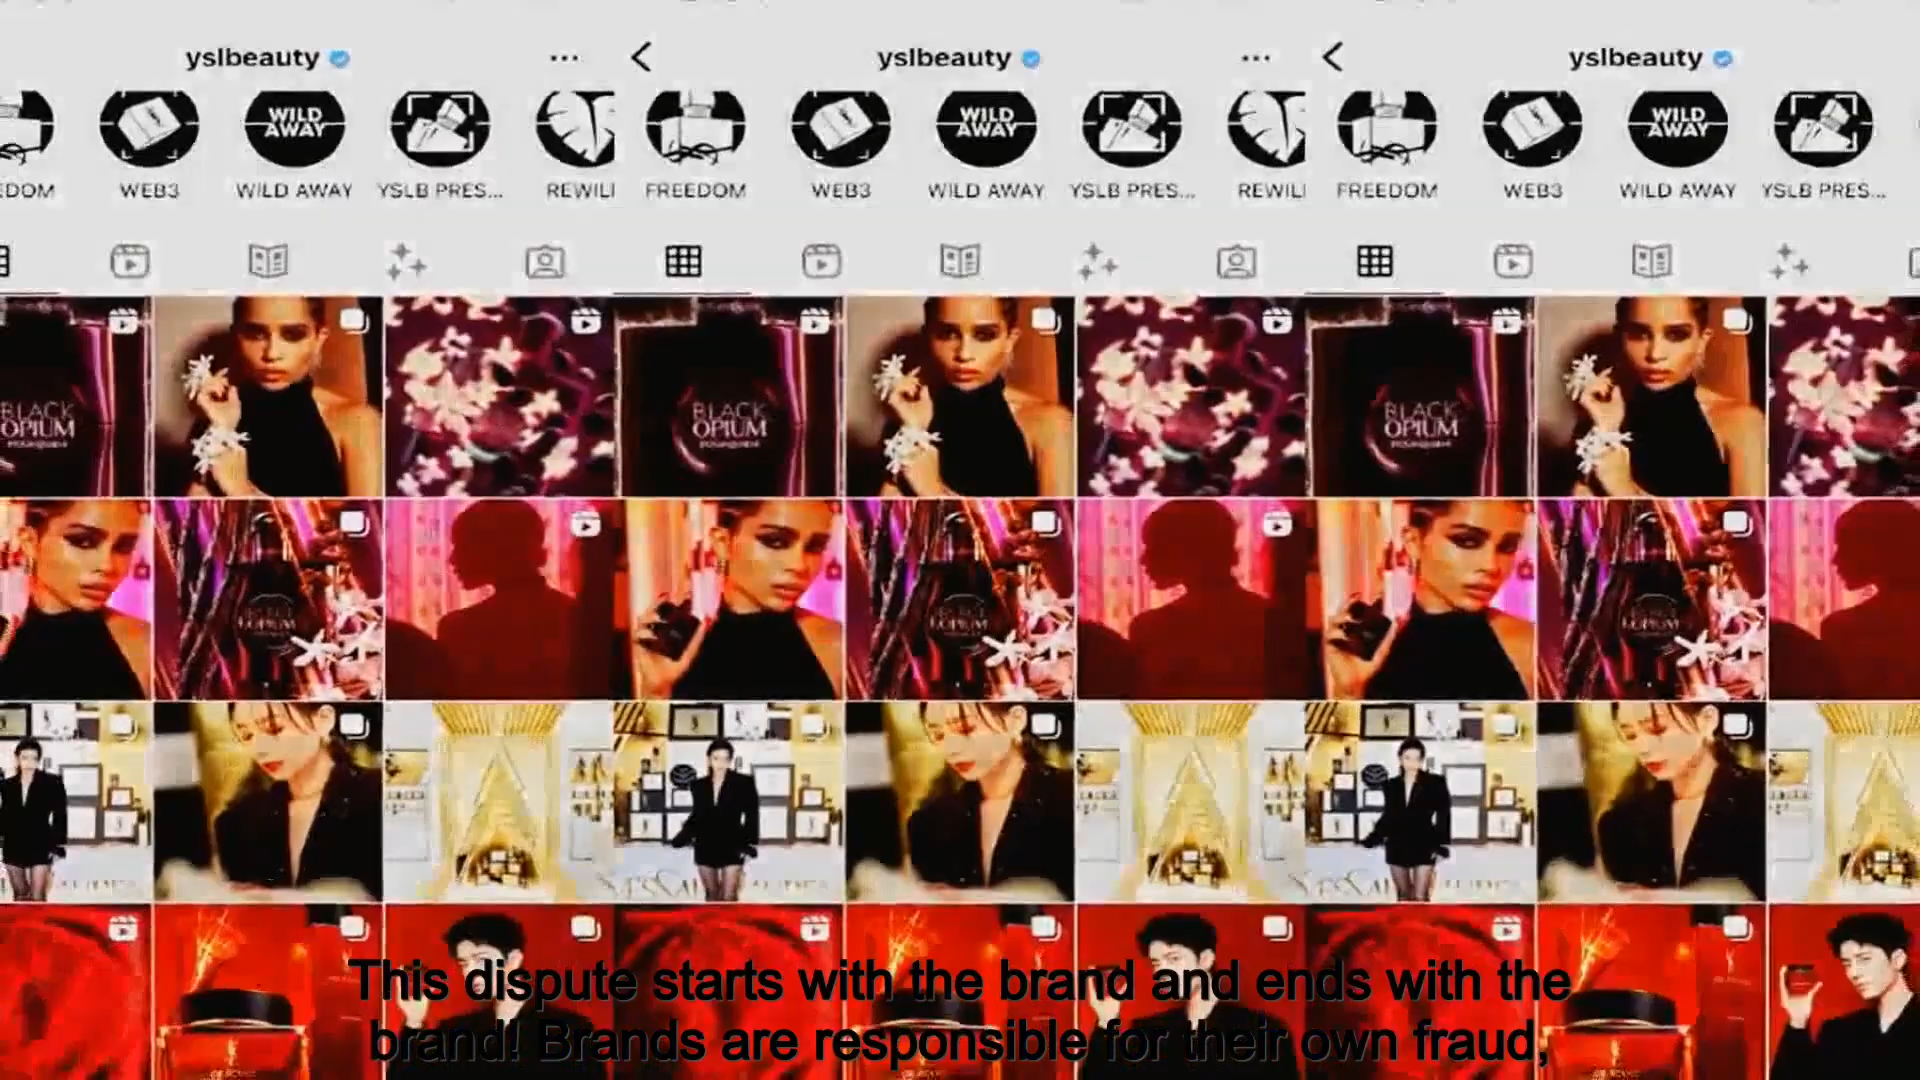 yslbeauty
yslbeauty
yslbeauty
WILD
AWAY
WILD
AWAY
WILD
AWAY
EDOM
WEB3
WILD AWAY
YSLB PRES...
REWILI
FREEDOM
WEB3
WILD AWAY
YSLB PRES...
REWILI
FREEDOM
WEB3
WILD AWAY
YSLB PRES...
BLACK
OPIUM
BLACK
OPIUM
BLACK
OPIUM
This dispute starts with the brand and ends with the
brand! Brands are responsible for their own fraud,